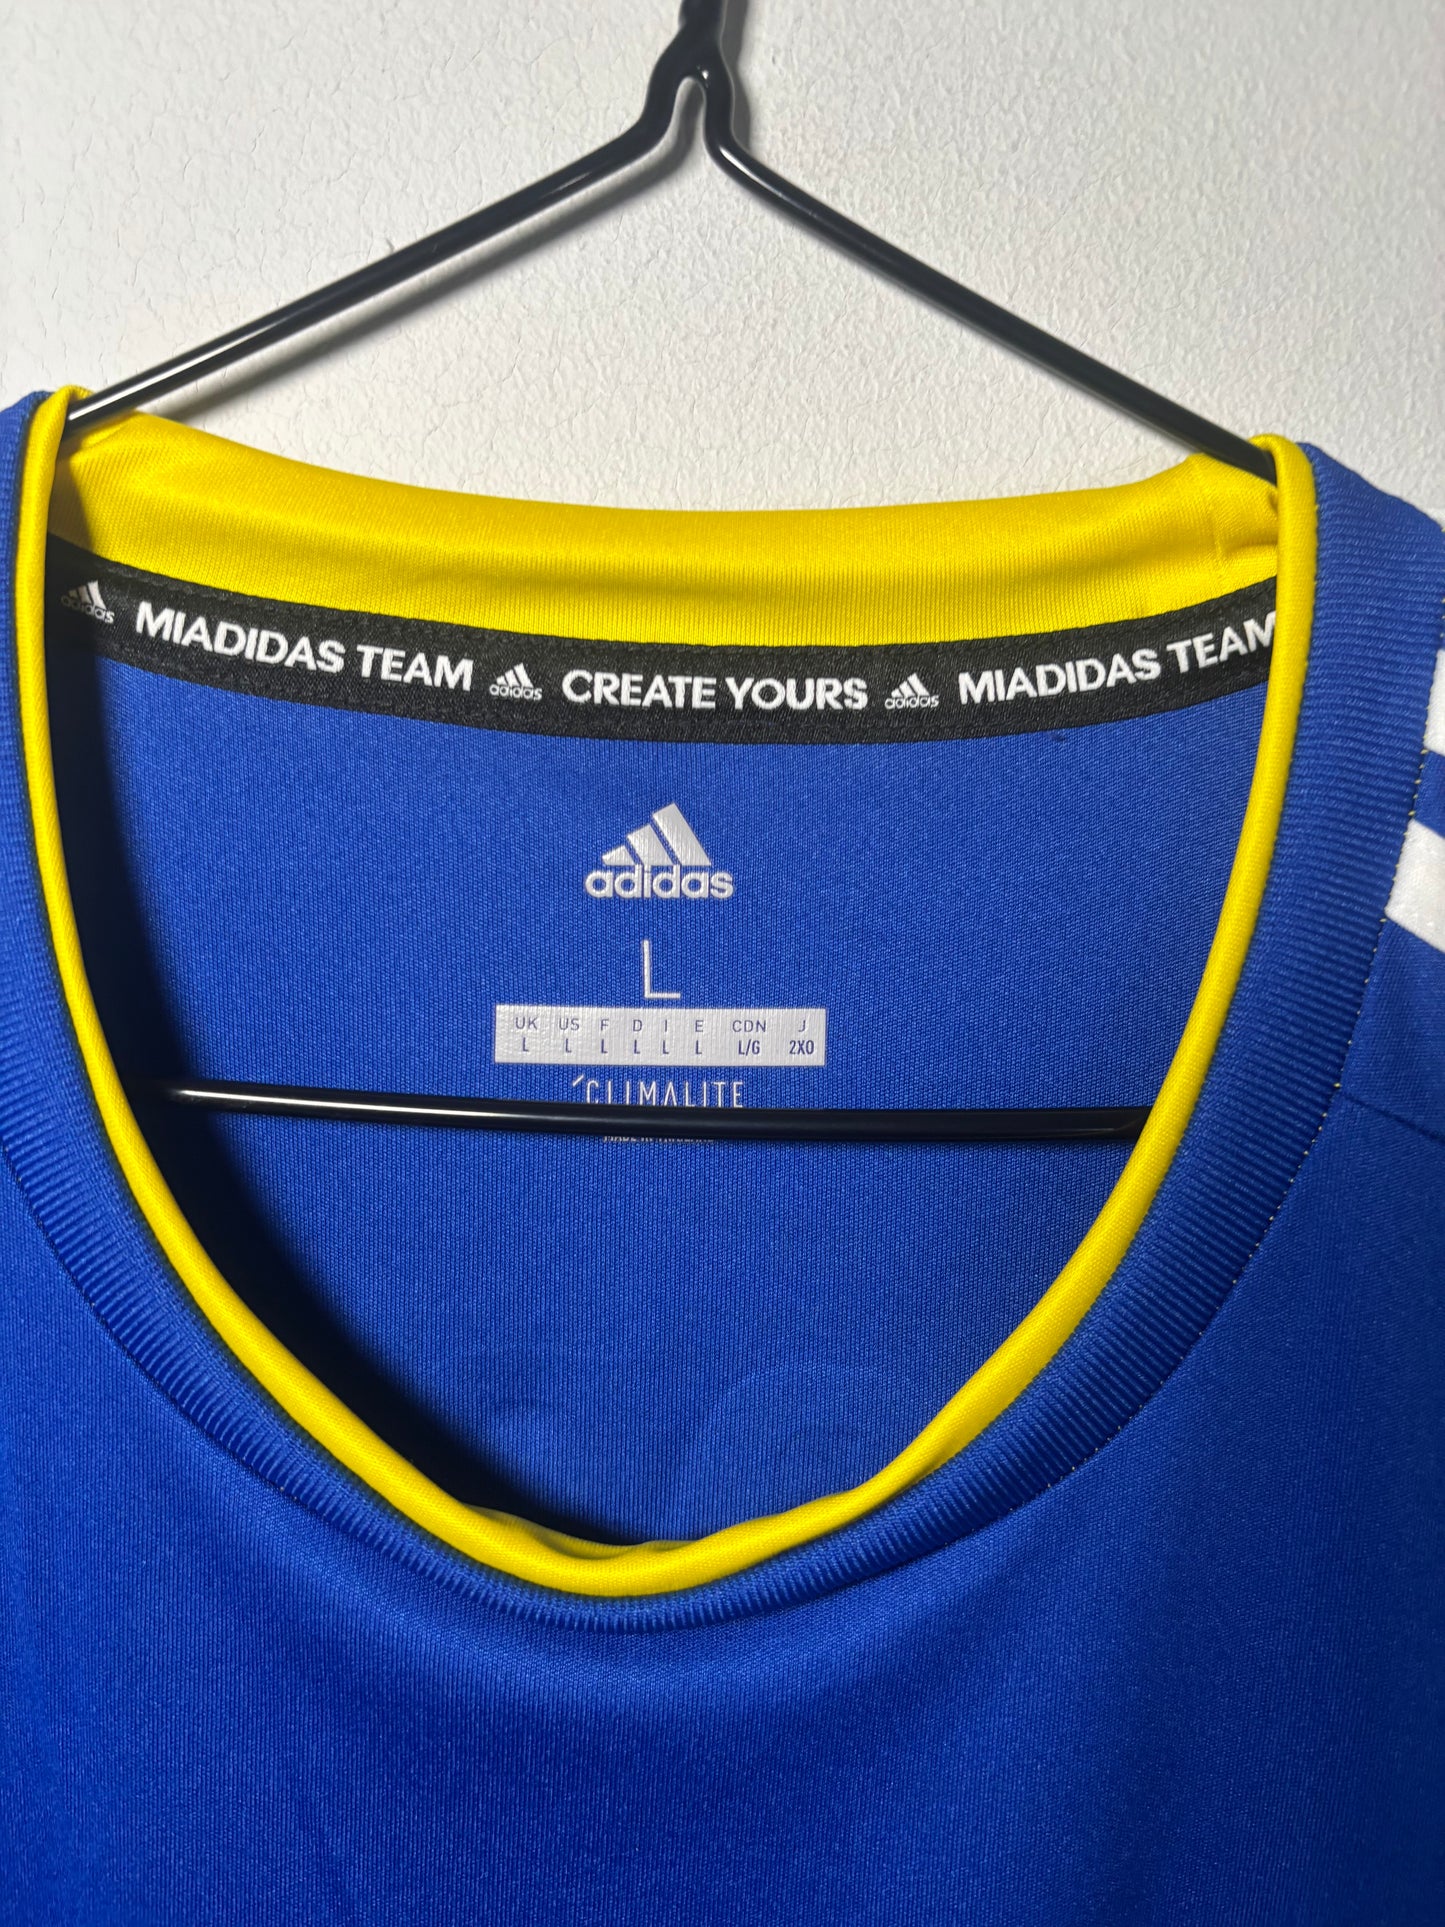 adidas MIADIDAS TEAM adidas CREATE YOURS adidas MIADIDAS TEAM
adidas
L
UK US F D I E CDN J
L L L L L L L/G 2XO
CLIMALITE